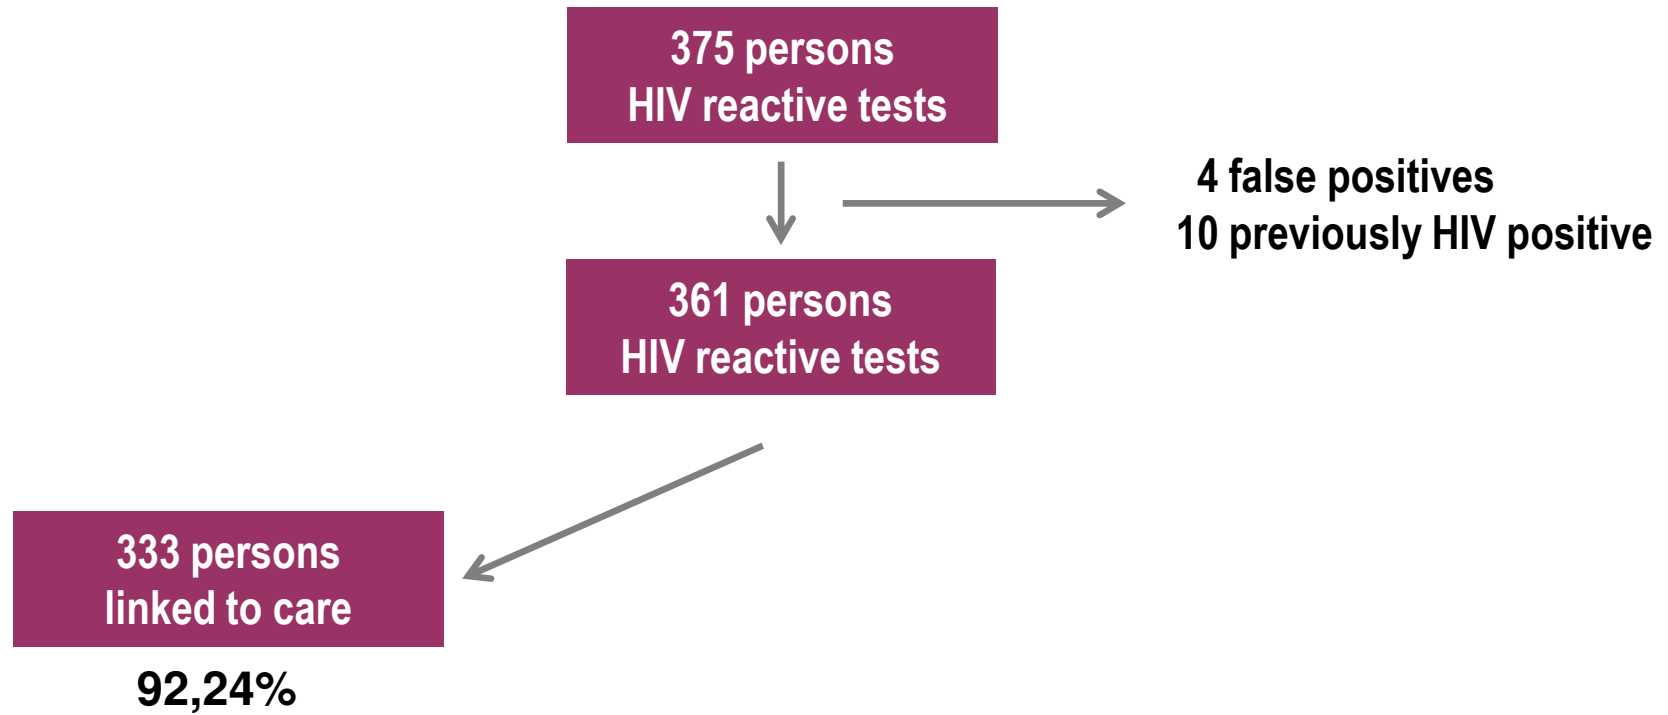 375 persons
HIV reactive tests
4 false positives
10 previously HIV positive
361 persons
HIV reactive tests
333 persons
linked to care
92,24%